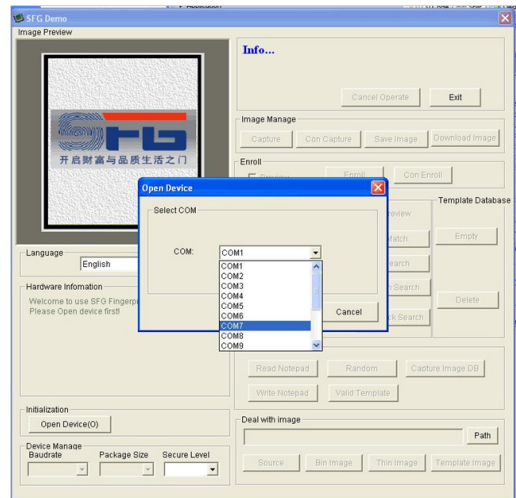 SFG Demo
Image Preview
SFG
开启财富与品质生活之门
Info...
Cancel Operate
Exit
Image Manage
Capture
Con Capture
Save Image
Download Image
Enroll
Enroll
Con Enroll
Open Device
Select COM
COM:
COM1
COM1
COM2
COM3
COM4
COM5
COM6
COM7
COM8
COM9
Cancel
Template Database
Empty
Delete
Language
English
Hardware Infomation
Welcome to use SFG
Please Open device first!
Read Notepad
Random
Capture Image DB
Write Notepad
Valid Template
Initialization
Open Device(O)
Device Manage
Baudrate
Package Size
Secure Level
Deal with image
Path
Source
Bin Image
Thin Image
Template Image